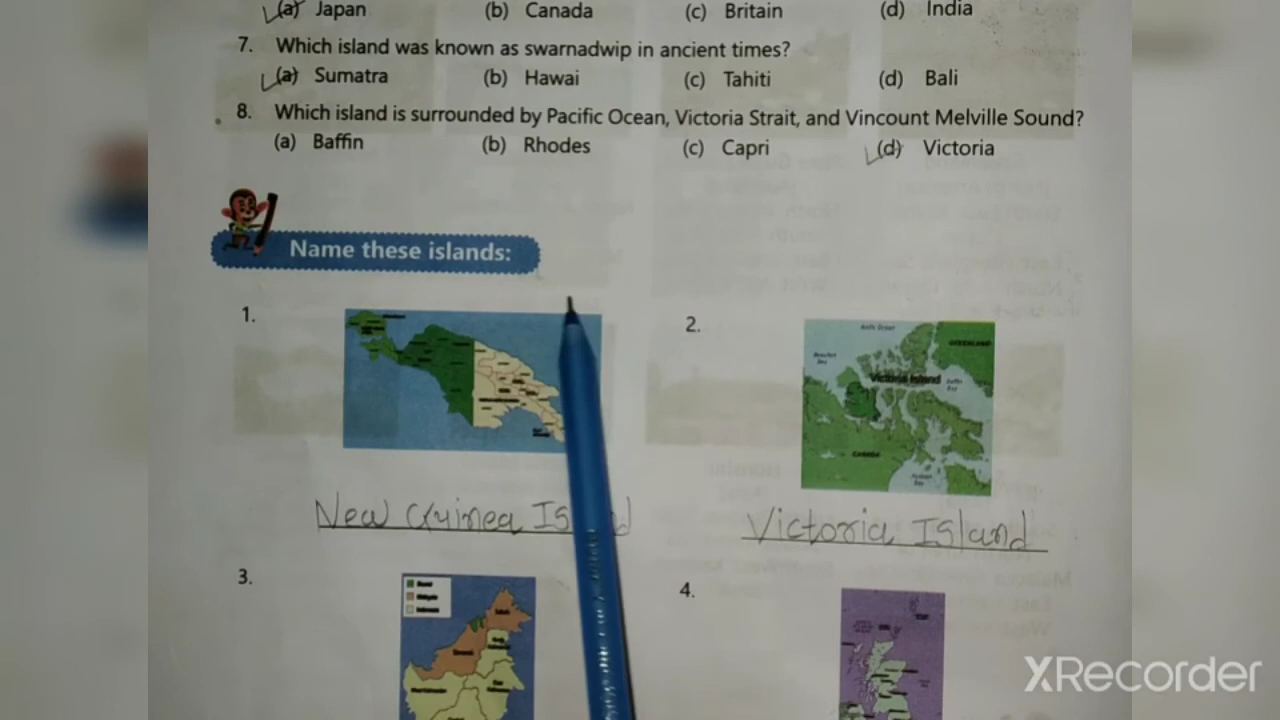 (a) Japan (b) Canada (c) Britain (d) India
7. Which island was known as swarnadwip in ancient times?
(a) Sumatra (b) Hawai (c) Tahiti (d) Bali
8. Which island is surrounded by Pacific Ocean, Victoria Strait, and Vincount Melville Sound?
(a) Baffin (b) Rhodes (c) Capri (d) Victoria
Name these islands:
1.
2.
GREENLAND
Victoria Island
CANADA
New Guinea
Victoria Island
3.
4.
XRecorder